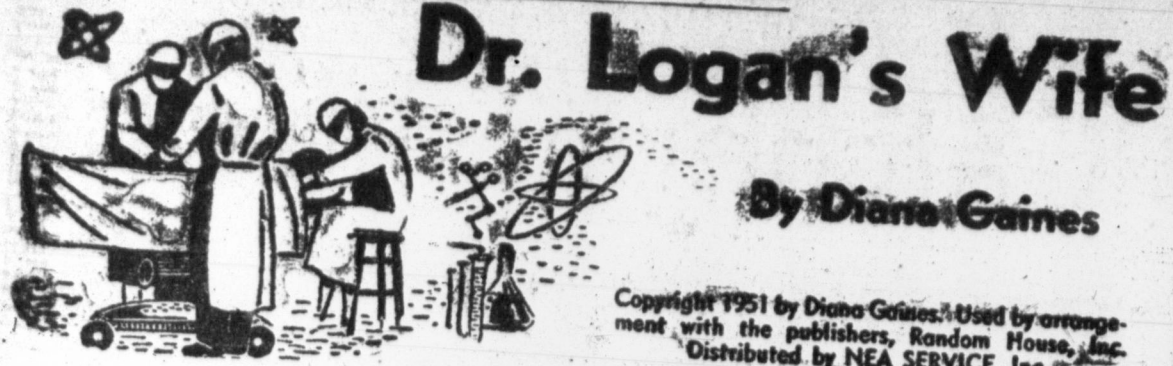 Dr. Logan's Wife
By Diana Gaines
Copyright 1951 by Diana Gaines. Used by arrange-
ment with the publishers, Random House, Inc.
Distributed by NEA SERVICE, Inc.